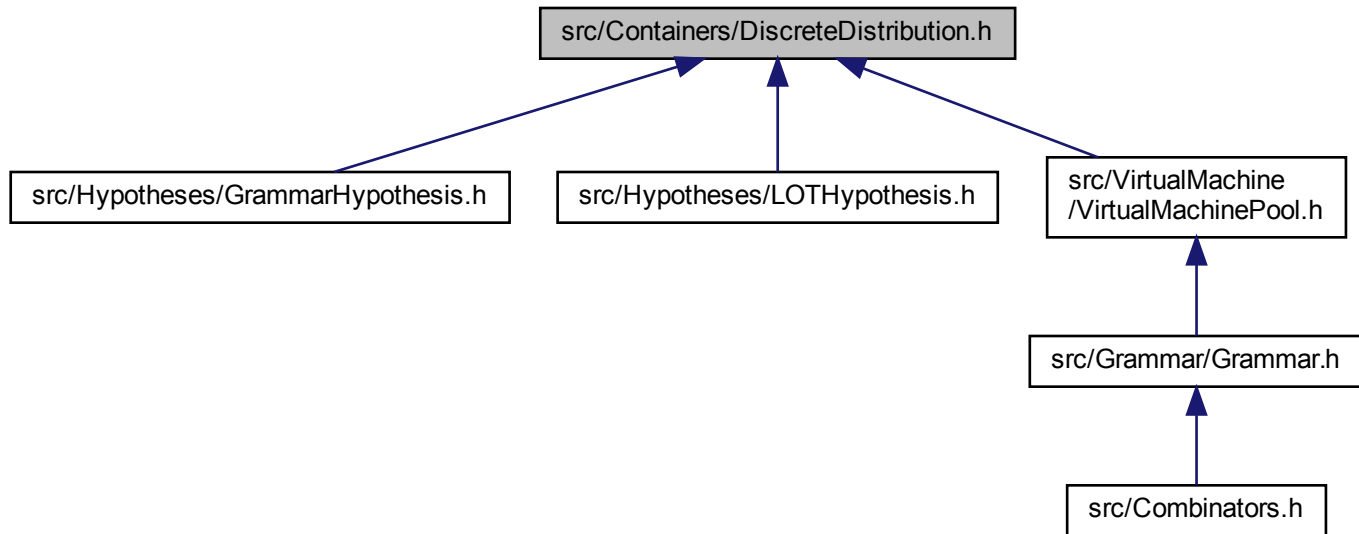 src/Containers/DiscreteDistribution.h
src/Hypotheses/GrammarHypothesis.h
src/Hypotheses/LOTHypothesis.h
src/VirtualMachine
/VirtualMachinePool.h
src/Grammar/Grammar.h
src/Combinators.h